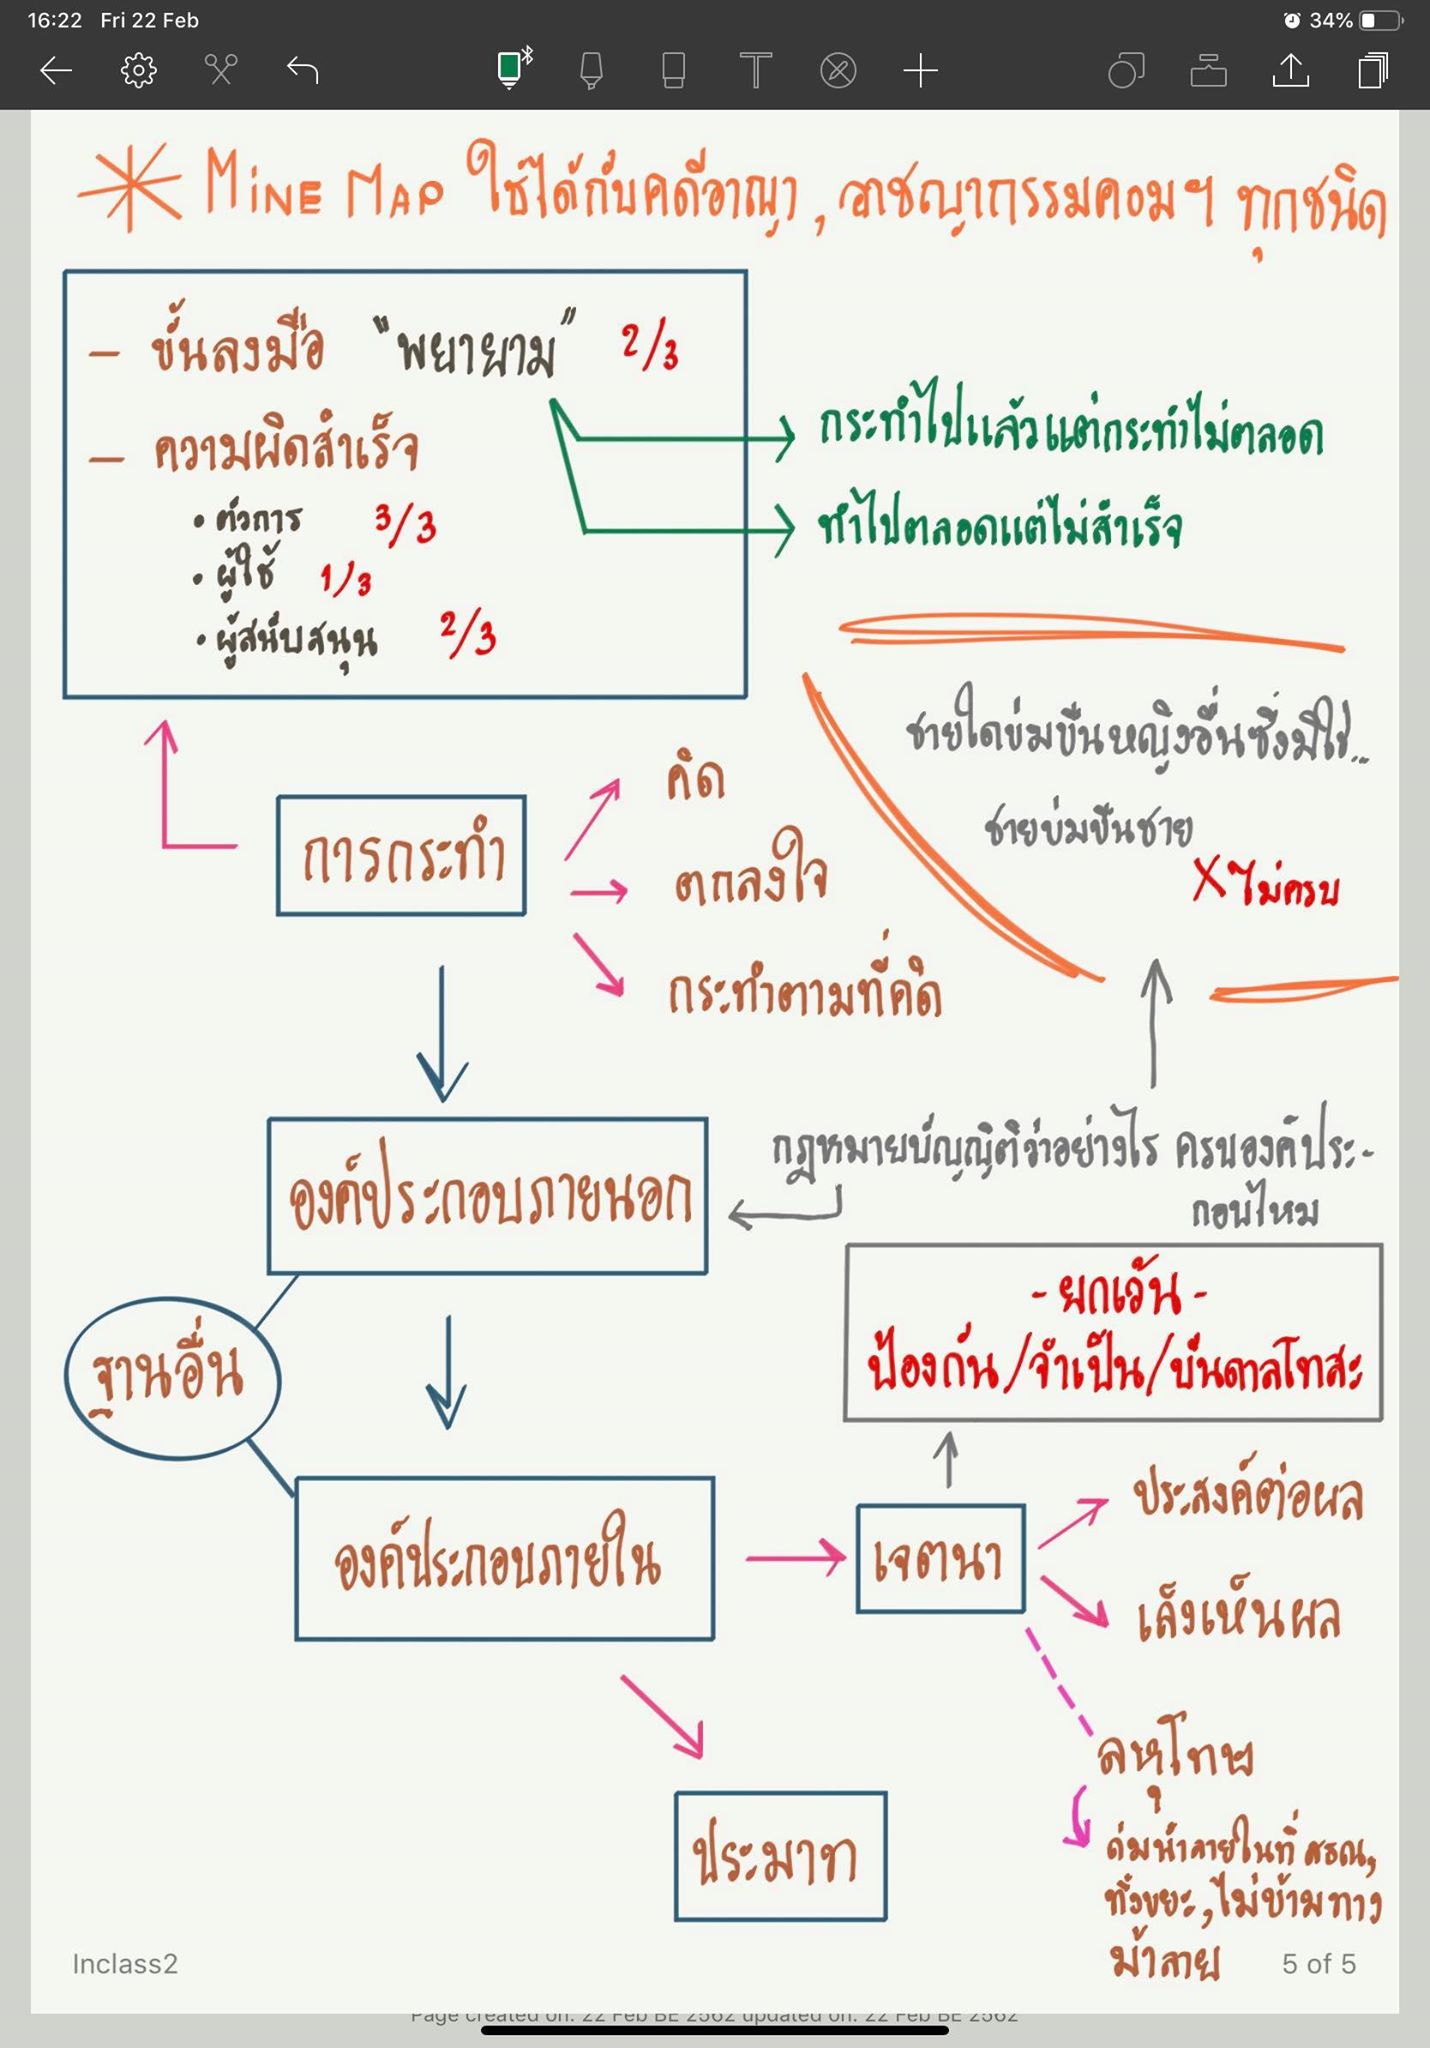 16:22 Fri 22 Feb
34%
MINE MAP ใช้ได้กับคดีอาญา, อาชญากรรมคอมฯ ทุกชนิด
- ขั้นลงมือ "พยายาม" 2/3
- ความผิดสำเร็จ
• ตัวการ 3/3
• ผู้ใช้ 1/3
• ผู้สนับสนุน 2/3
กระทำไปแล้วแต่กระทำไม่ตลอด
ทำไปตลอดแต่ไม่สำเร็จ
ชายใดข่มขืนหญิงอื่นซึ่งมิใช่..
ชายข่มขืนชาย
X ไม่ครบ
การกระทำ
คิด
ตกลงใจ
กระทำตามที่คิด
องค์ประกอบภายนอก
กฎหมายบัญญัติว่าอย่างไร ครบองค์ประ-
กอบไหม
- ยกเว้น -
ป้องกัน/จำเป็น/บันดาลโทสะ
ฐานอื่น
องค์ประกอบภายใน
เจตนา
ประสงค์ต่อผล
เล็งเห็นผล
ลหุโทษ
ประมาท
น้ำลายในที่ สธณ,
ทิ้งขยะ, ไม่ข้ามทาง
ม้าลาย
Inclass2
5 of 5
Page created on: 22 Feb BE 2562 updated on: 22 Feb BE 2562